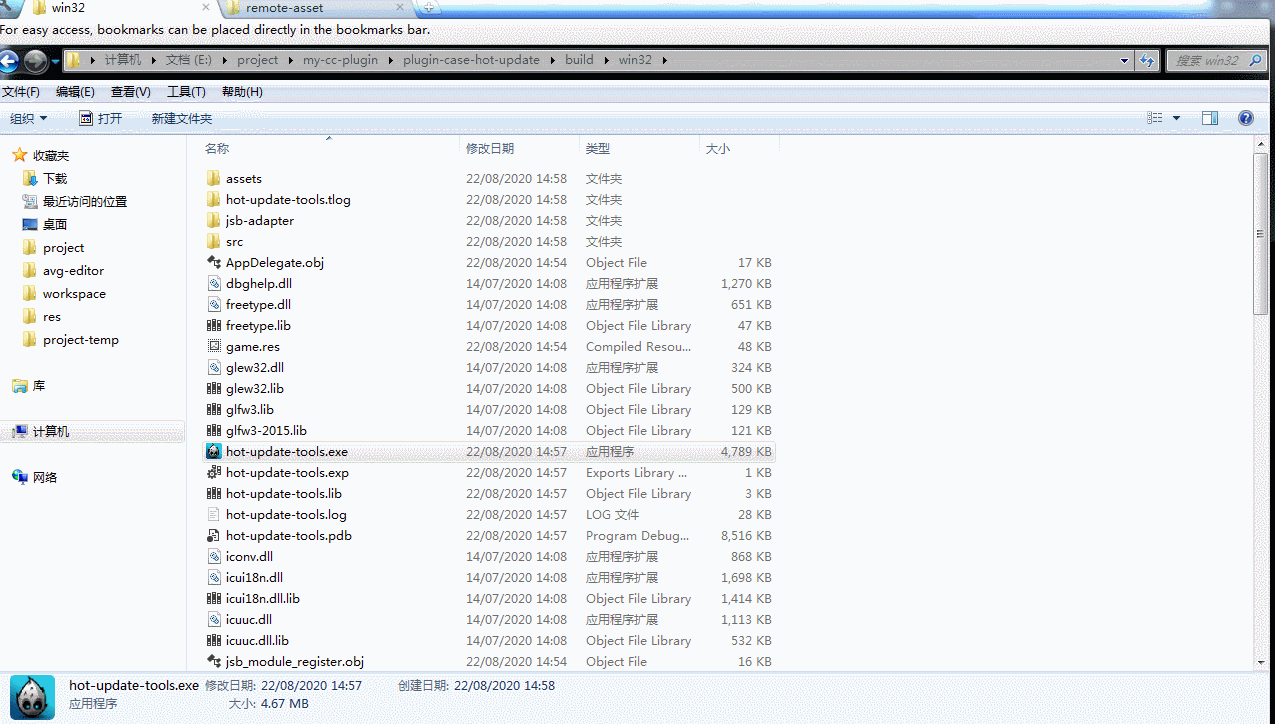 win32 remote-asset
For easy access, bookmarks can be placed directly in the bookmarks bar.
计算机 文档 (E:) project my-cc-plugin plugin-case-hot-update build win32 搜索 win32
文件(F) 编辑(E) 查看(V) 工具(T) 帮助(H)
组织 打开 新建文件夹
收藏夹
下载
最近访问的位置
桌面
project
avg-editor
workspace
res
project-temp
库
计算机
网络
名称 修改日期 类型 大小
assets 22/08/2020 14:58 文件夹
hot-update-tools.tlog 22/08/2020 14:58 文件夹
jsb-adapter 22/08/2020 14:58 文件夹
src 22/08/2020 14:58 文件夹
AppDelegate.obj 22/08/2020 14:54 Object File 17 KB
dbghelp.dll 14/07/2020 14:08 应用程序扩展 1,270 KB
freetype.dll 14/07/2020 14:08 应用程序扩展 651 KB
freetype.lib 14/07/2020 14:08 Object File Library 47 KB
game.res 22/08/2020 14:54 Compiled Resou... 48 KB
glew32.dll 14/07/2020 14:08 应用程序扩展 324 KB
glew32.lib 14/07/2020 14:08 Object File Library 500 KB
glfw3.lib 14/07/2020 14:08 Object File Library 129 KB
glfw3-2015.lib 14/07/2020 14:08 Object File Library 121 KB
hot-update-tools.exe 22/08/2020 14:57 应用程序 4,789 KB
hot-update-tools.exp 22/08/2020 14:57 Exports Library ... 1 KB
hot-update-tools.lib 22/08/2020 14:57 Object File Library 3 KB
hot-update-tools.log 22/08/2020 14:57 LOG 文件 28 KB
hot-update-tools.pdb 22/08/2020 14:57 Program Debug... 8,516 KB
iconv.dll 14/07/2020 14:08 应用程序扩展 868 KB
icui18n.dll 14/07/2020 14:08 应用程序扩展 1,698 KB
icui18n.dll.lib 14/07/2020 14:08 Object File Library 1,414 KB
icuuc.dll 14/07/2020 14:08 应用程序扩展 1,113 KB
icuuc.dll.lib 14/07/2020 14:08 Object File Library 532 KB
jsb_module_register.obj 22/08/2020 14:54 Object File 16 KB
hot-update-tools.exe 修改日期: 22/08/2020 14:57 创建日期: 22/08/2020 14:58
应用程序 大小: 4.67 MB